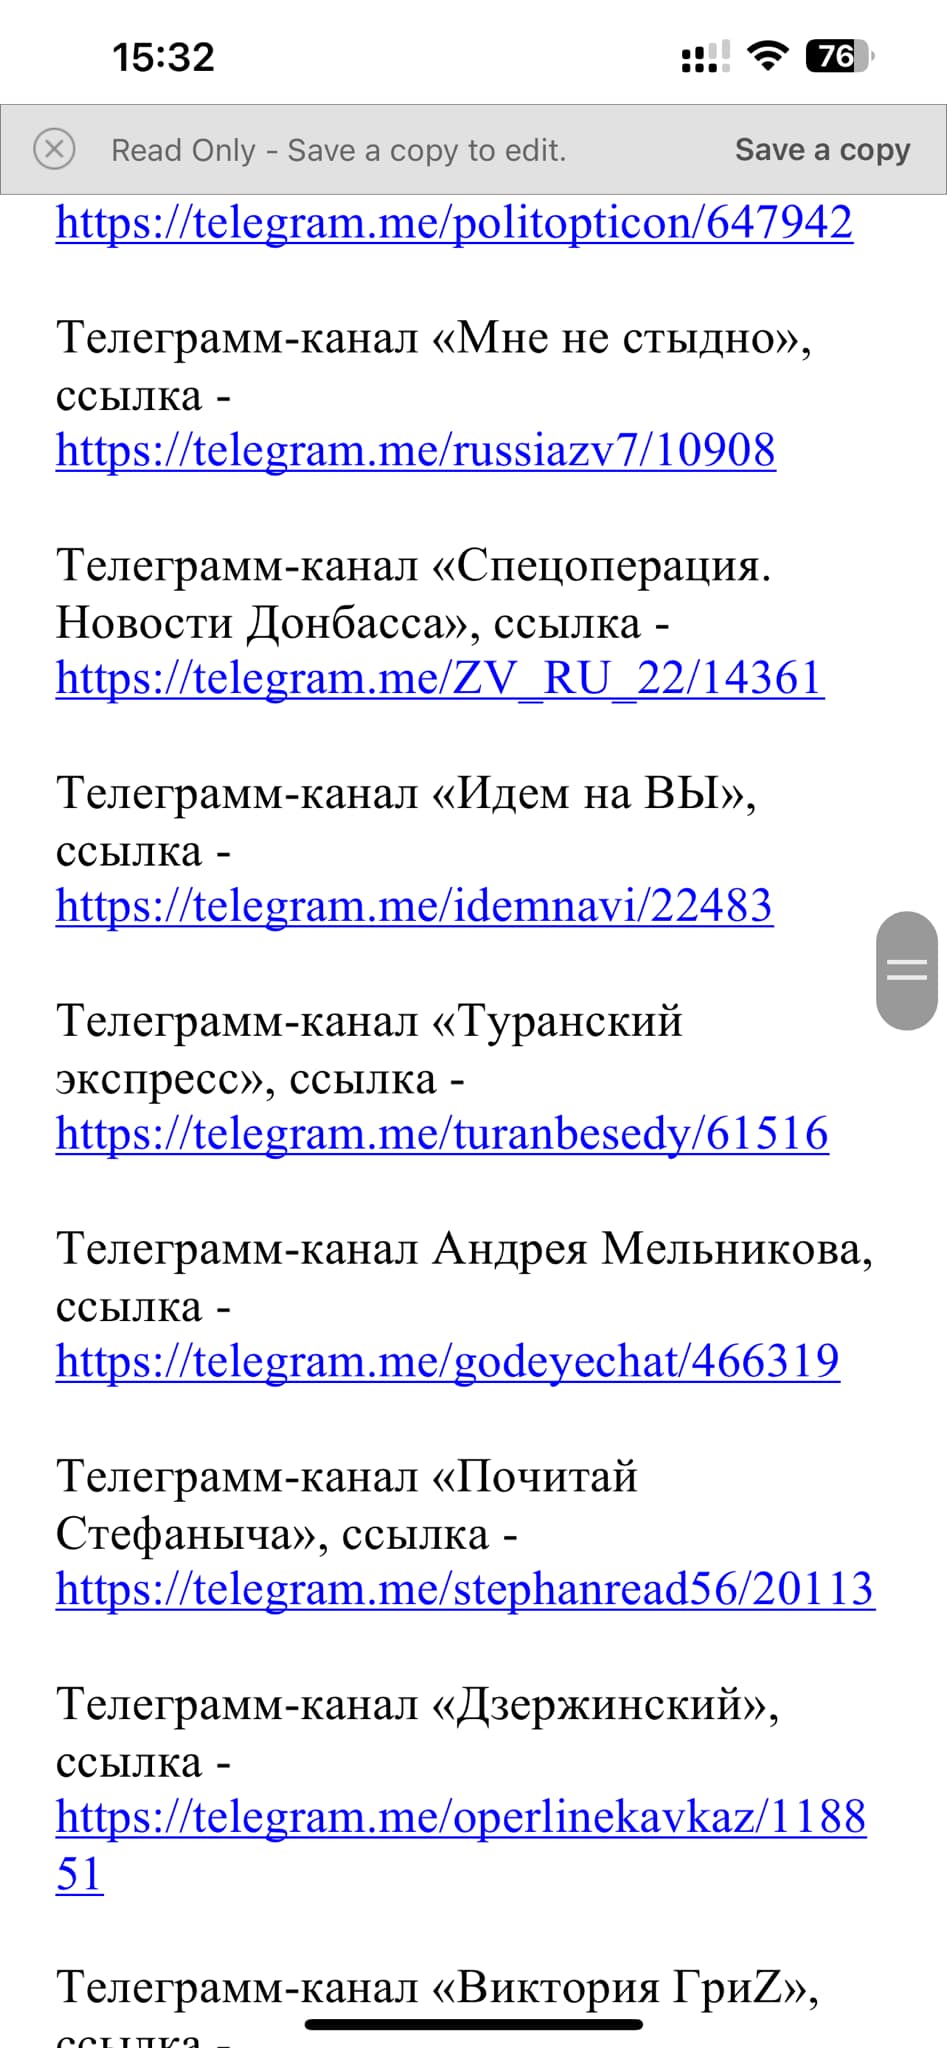 15:32
76
Read Only - Save a copy to edit.
Save a copy
https://telegram.me/politopticon/647942
Телеграмм-канал «Мне не стыдно»,
ссылка -
https://telegram.me/russiazv7/10908
Телеграмм-канал «Спецоперация.
Новости Донбасса», ссылка -
https://telegram.me/ZV_RU_22/14361
Телеграмм-канал «Идем на ВЫ»,
ссылка -
https://telegram.me/idemnavi/22483
Телеграмм-канал «Туранский
экспресс», ссылка -
https://telegram.me/turanbesedy/61516
Телеграмм-канал Андрея Мельникова,
ссылка -
https://telegram.me/godeyechat/466319
Телеграмм-канал «Почитай
Стефаныча», ссылка -
https://telegram.me/stephanread56/20113
Телеграмм-канал «Дзержинский»,
ссылка -
https://telegram.me/operlinekavkaz/1188
51
Телеграмм-канал «Виктория ГриZ»,
ссылка -